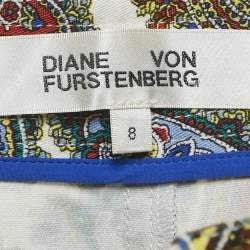 DIANE VON
FURSTENBERG
8